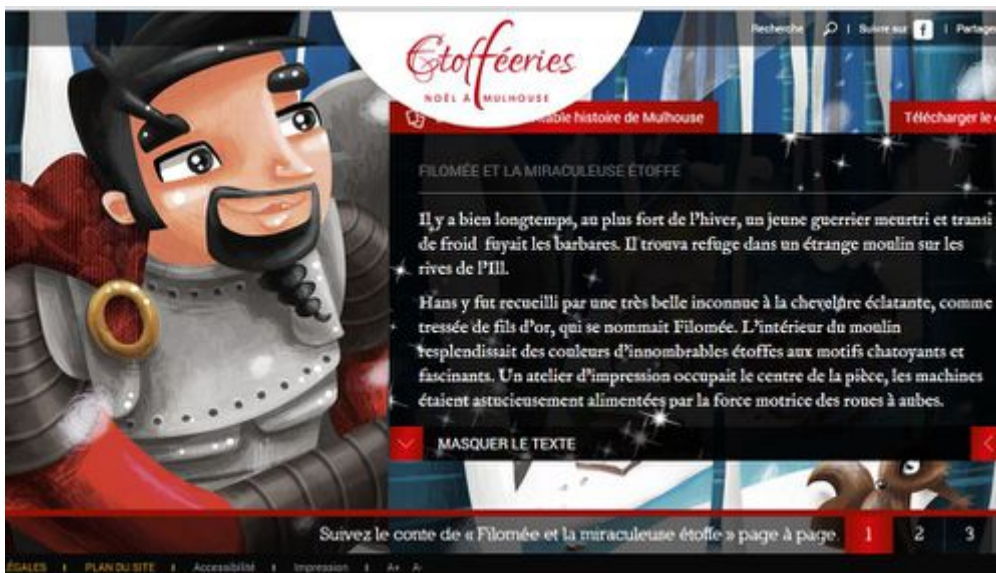 Etofféeries
NOËL À MULHOUSE
Recherche | Suivre sur f | Partager
able histoire de Mulhouse
Télécharger le
FILOMÉE ET LA MIRACULEUSE ÉTOFFE
Il y a bien longtemps, au plus fort de l'hiver, un jeune guerrier meurtri et transi
de froid fuyait les barbares. Il trouva refuge dans un étrange moulin sur les
rives de l'Ill.
Hans y fut recueilli par une très belle inconnue à la chevelure éclatante, comme
tressée de fils d'or, qui se nommait Filomée. L'intérieur du moulin
resplendissait des couleurs d'innombrables étoffes aux motifs chatoyants et
fascinants. Un atelier d'impression occupait le centre de la pièce, les machines
étaient astucieusement alimentées par la force motrice des roues à aubes.
MASQUER LE TEXTE
Suivez le conte de « Filomée et la miraculeuse étoffe » page à page. 1 2 3
ÉGALES | PLAN DU SITE | Accessibilité | Impression | A+ A-